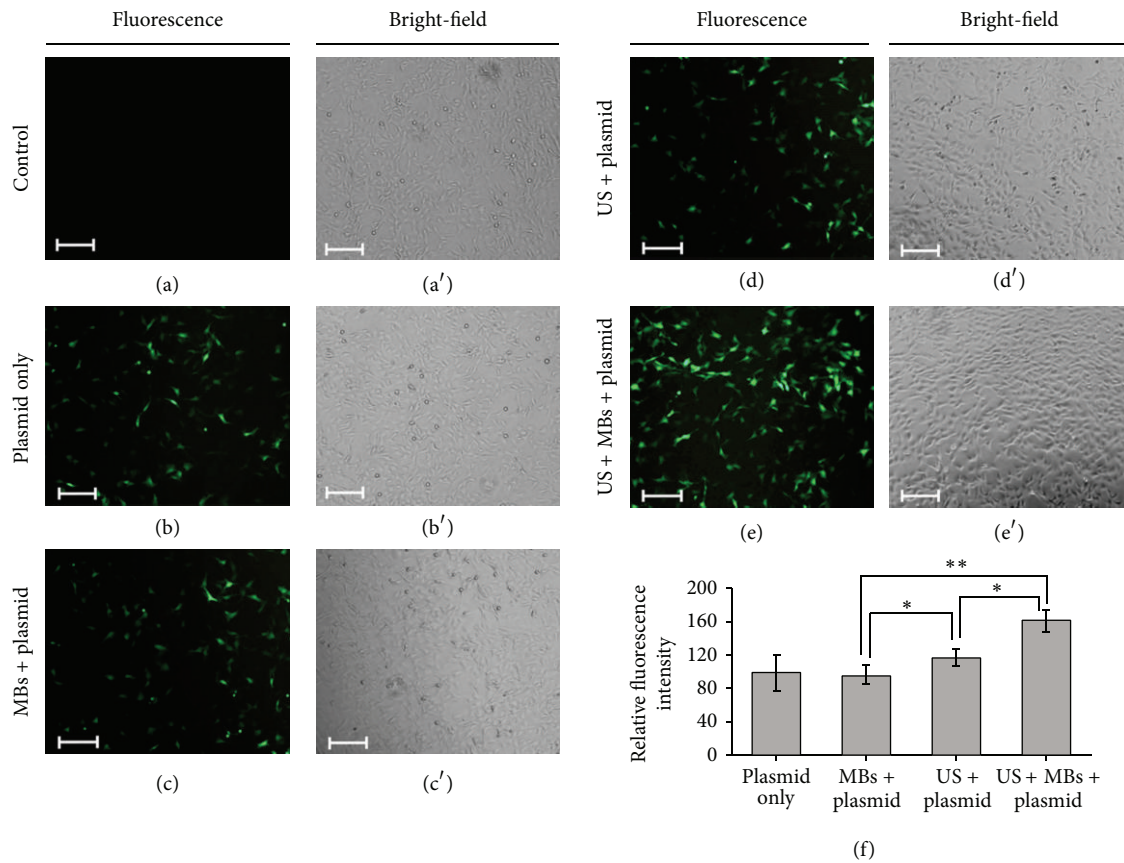 Fluorescence
Bright-field
Control
(a)
(a′)
Plasmid only
(b)
(b′)
MBs + plasmid
(c)
(c′)
Fluorescence
Bright-field
US + plasmid
(d)
(d′)
US + MBs + plasmid
(e)
(e′)
Relative fluorescence
intensity
200
160
120
80
40
0
*
**
*
Plasmid
only
MBs +
plasmid
US +
plasmid
US + MBs +
plasmid
(f)